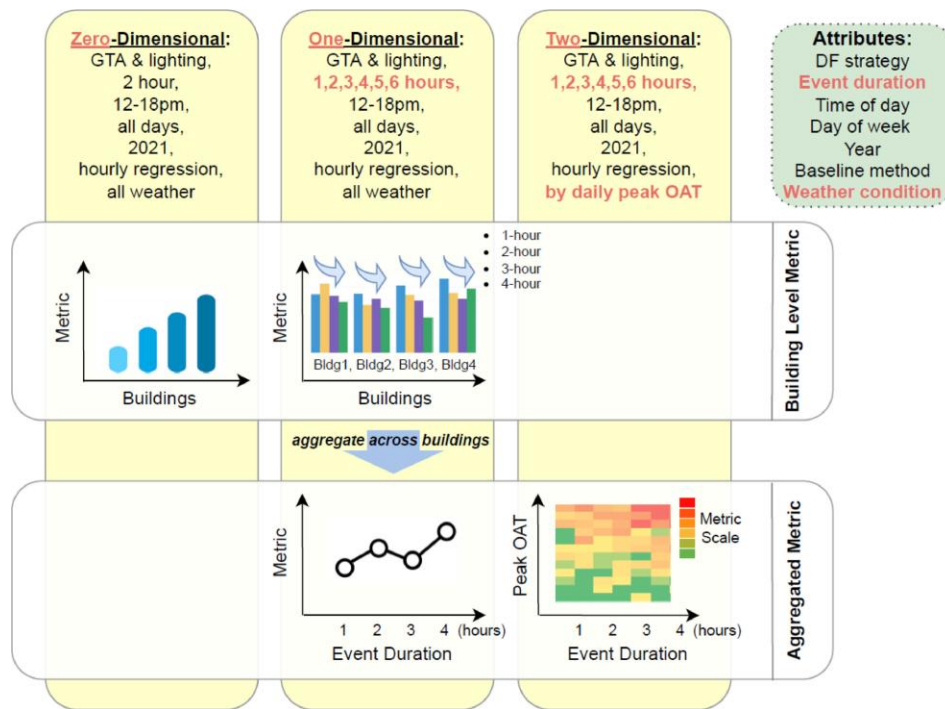 Zero-Dimensional:
GTA & lighting,
2 hour,
12-18pm,
all days,
2021,
hourly regression,
all weather
One-Dimensional:
GTA & lighting,
1,2,3,4,5,6 hours,
12-18pm,
all days,
2021,
hourly regression,
all weather
Two-Dimensional:
GTA & lighting,
1,2,3,4,5,6 hours,
12-18pm,
all days,
2021,
hourly regression,
by daily peak OAT
Attributes:
DF strategy
Event duration
Time of day
Day of week
Year
Baseline method
Weather condition
Metric
Buildings
Metric
• 1-hour
• 2-hour
• 3-hour
• 4-hour
Bldg1, Bldg2, Bldg3, Bldg4
Buildings
Building Level Metric
aggregate across buildings
Metric
1 2 3 4 (hours)
Event Duration
Peak OAT
Metric
Scale
1 2 3 4 (hours)
Event Duration
Aggregated Metric